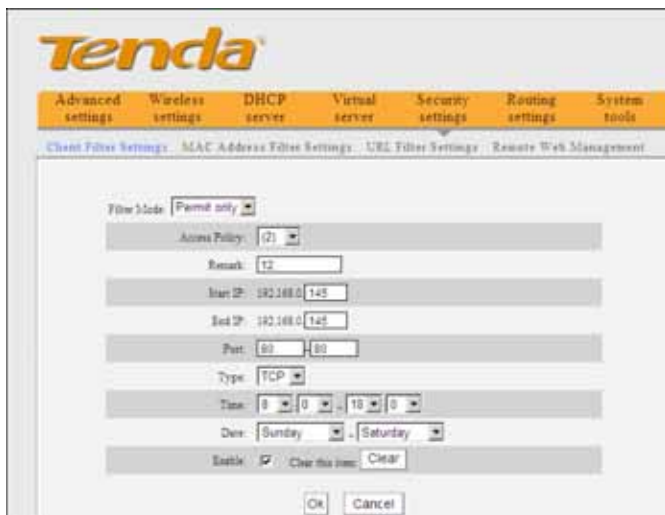 Tenda
Advanced settings Wireless settings DHCP server Virtual server Security settings Routing settings System tools
Client Filter Settings MAC Address Filter Settings URL Filter Settings Remote Web Management
Filter Mode: Permit only
Access Policy: (2)
Remark: 12
Start IP: 192.168.0. 145
End IP: 192.168.0. 145
Port: 80 - 80
Type: TCP
Time: 8 : 0 - 18 : 0
Date: Sunday - Saturday
Enable: Clear this item: Clear
Ok Cancel